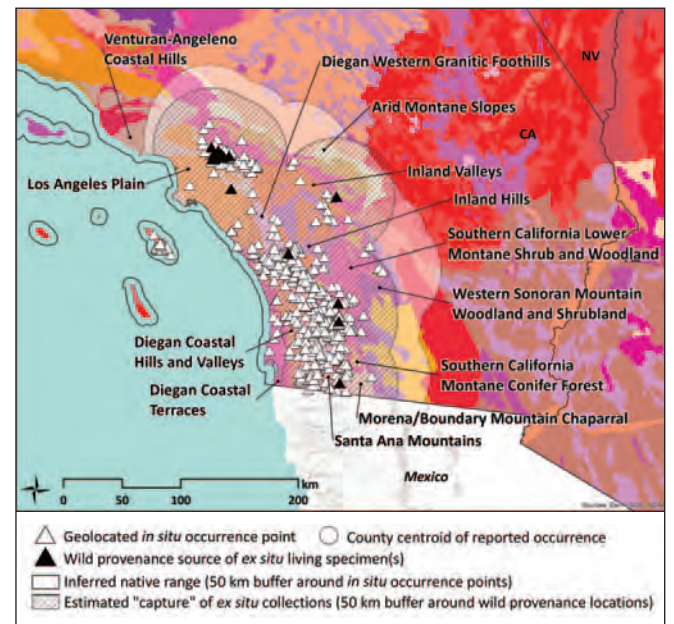 Venturan-Angeleno
Coastal Hills
Diegan Western Granitic Foothills
NV
Arid Montane Slopes
CA
Inland Valleys
Los Angeles Plain
Inland Hills
Southern California Lower
Montane Shrub and Woodland
Western Sonoran Mountain
Woodland and Shrubland
Diegan Coastal
Hills and Valleys
Southern California
Montane Conifer Forest
Diegan Coastal
Terraces
Morena/Boundary Mountain Chaparral
Santa Ana Mountains
Mexico
km
0 50 100 200
Geolocated in situ occurrence point
County centroid of reported occurrence
Wild provenance source of ex situ living specimen(s)
Inferred native range (50 km buffer around in situ occurrence points)
Estimated "capture" of ex situ collections (50 km buffer around wild provenance locations)